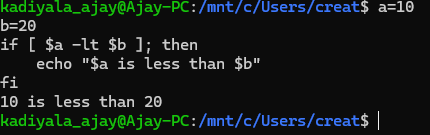 kadiyala_ajay@Ajay-PC:/mnt/c/Users/creat$ a=10
b=20
if [ $a -lt $b ]; then
    echo "$a is less than $b"
fi
10 is less than 20
kadiyala_ajay@Ajay-PC:/mnt/c/Users/creat$